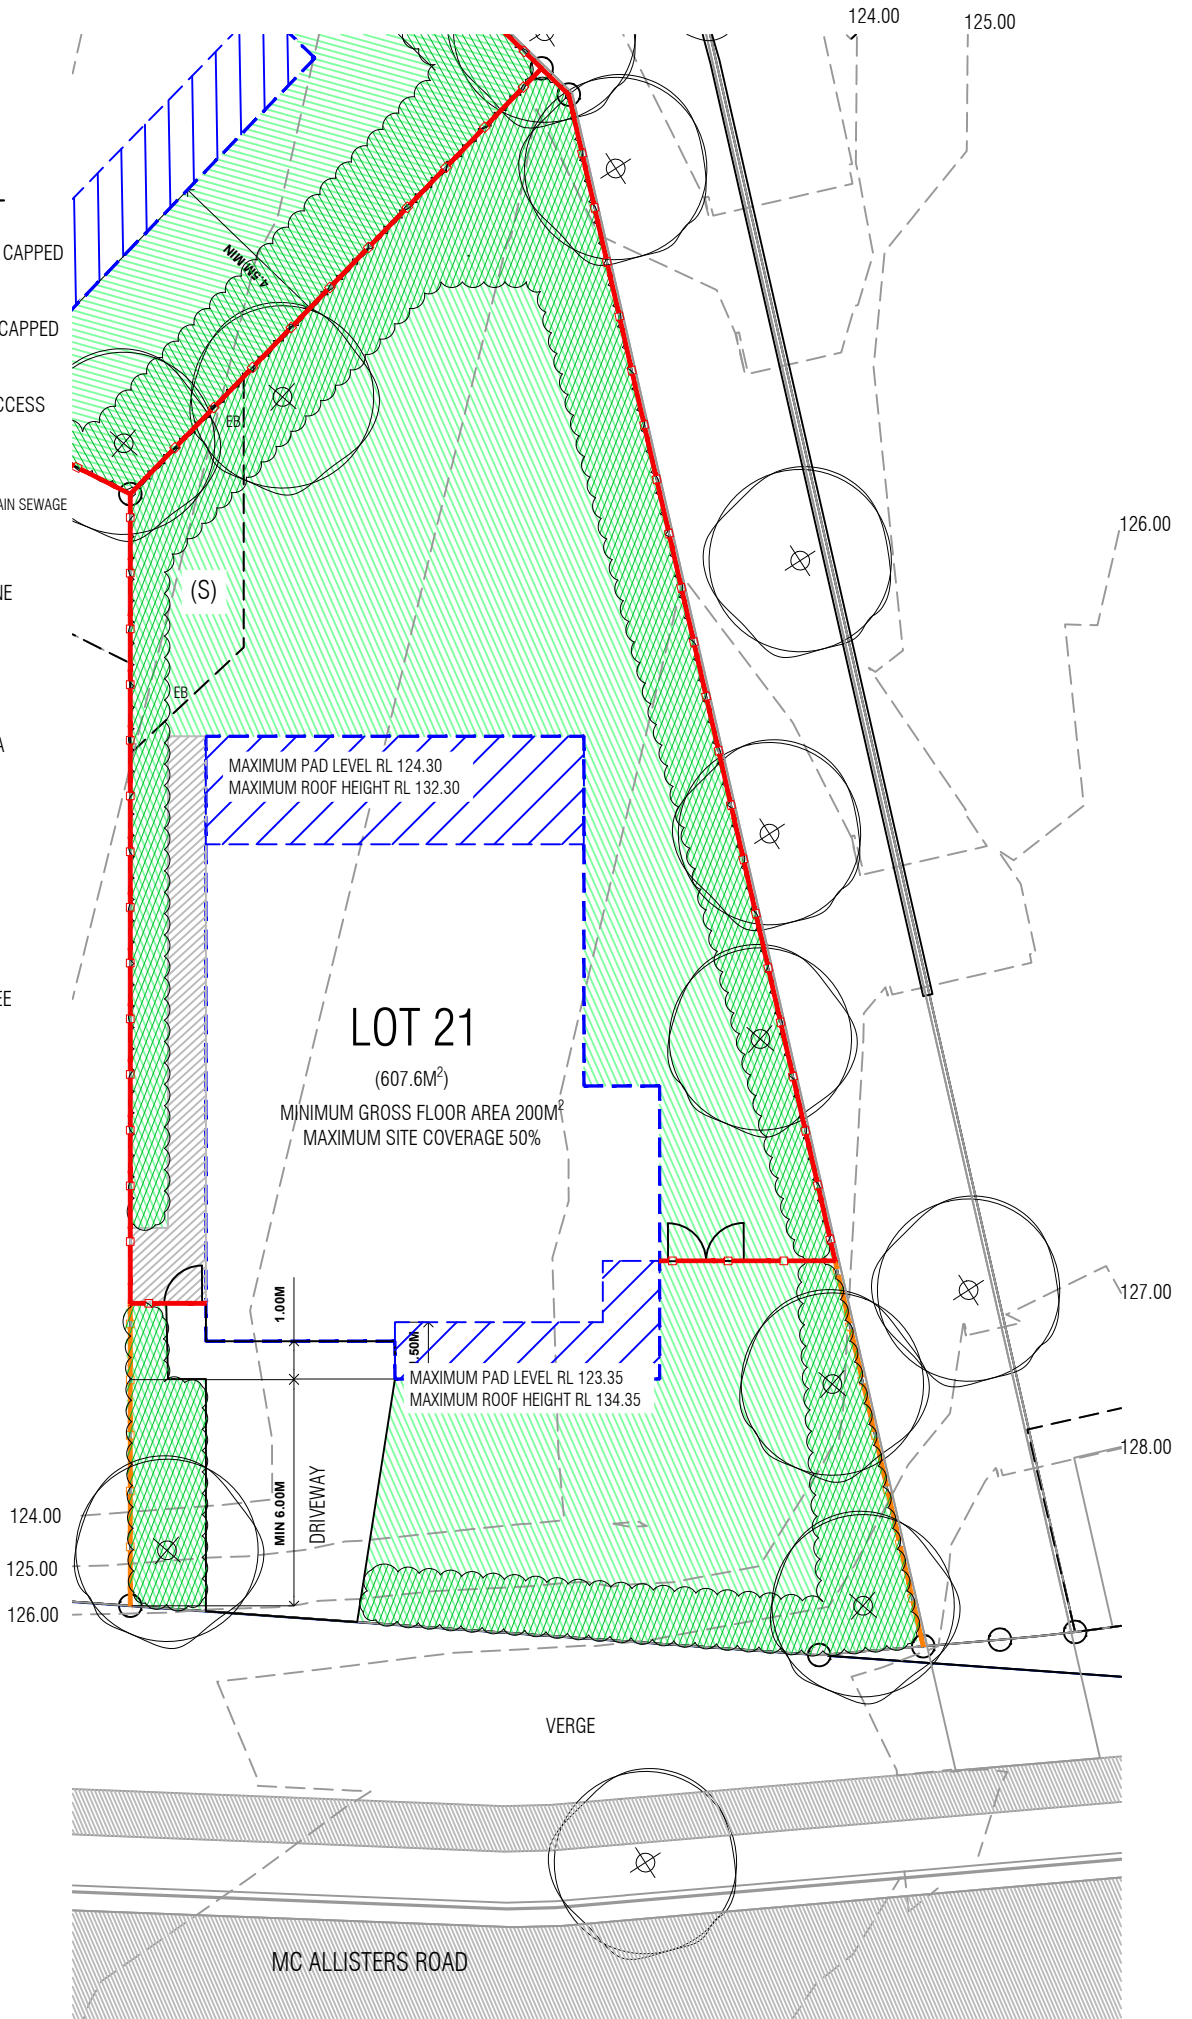 124.00
125.00
CAPPED
4.5M MIN
CAPPED
CCESS
EB
AIN SEWAGE
126.00
(S)
NE
EB
A
MAXIMUM PAD LEVEL RL 124.30
MAXIMUM ROOF HEIGHT RL 132.30
EE
LOT 21
(607.6M²)
MINIMUM GROSS FLOOR AREA 200M²
MAXIMUM SITE COVERAGE 50%
127.00
1.00M
.50M
MAXIMUM PAD LEVEL RL 123.35
MAXIMUM ROOF HEIGHT RL 134.35
128.00
MIN 6.00M
DRIVEWAY
124.00
125.00
126.00
VERGE
MC ALLISTERS ROAD